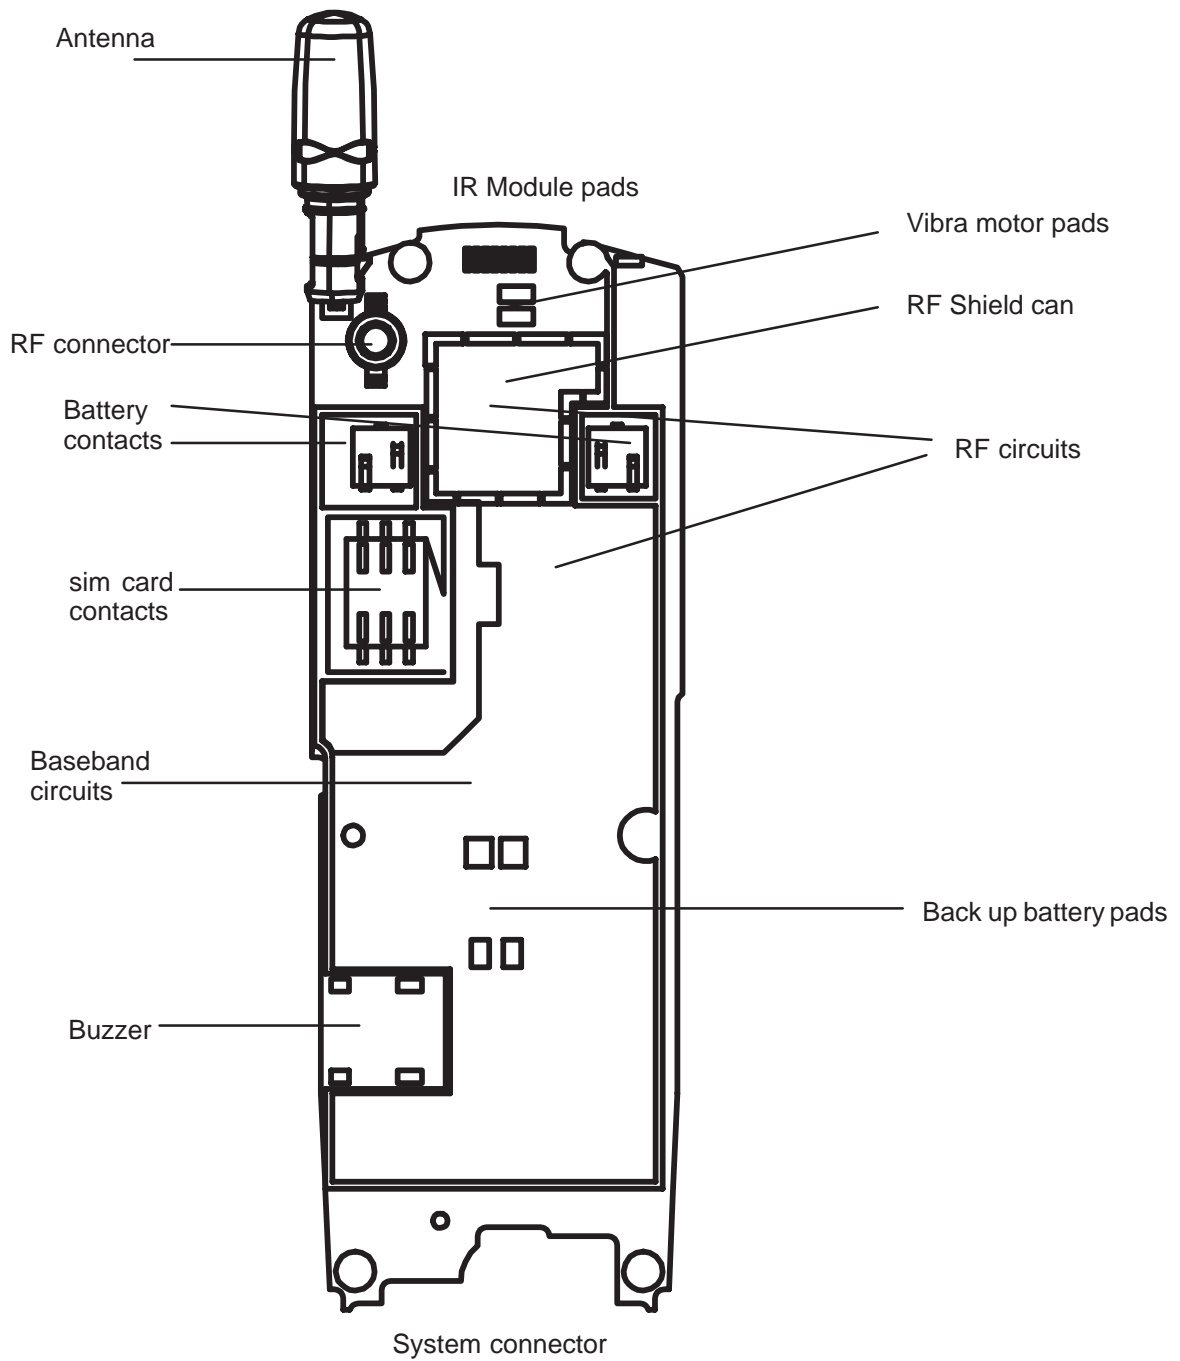 Antenna
IR Module pads
Vibra motor pads
RF Shield can
RF connector
Battery
contacts
RF circuits
sim card
contacts
Baseband
circuits
Back up battery pads
Buzzer
System connector